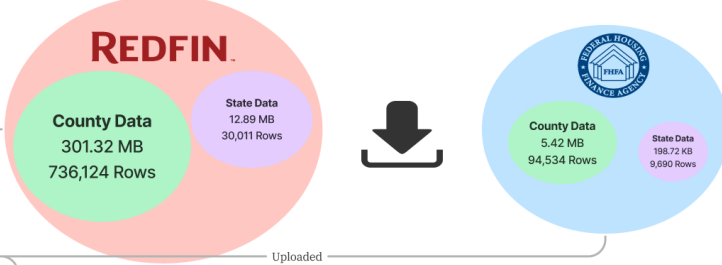 REDFIN
County Data
301.32 MB
736,124 Rows
State Data
12.89 MB
30,011 Rows
FEDERAL HOUSING
FHFA
FINANCE AGENCY
County Data
5.42 MB
94,534 Rows
State Data
198.72 KB
9,690 Rows
Uploaded